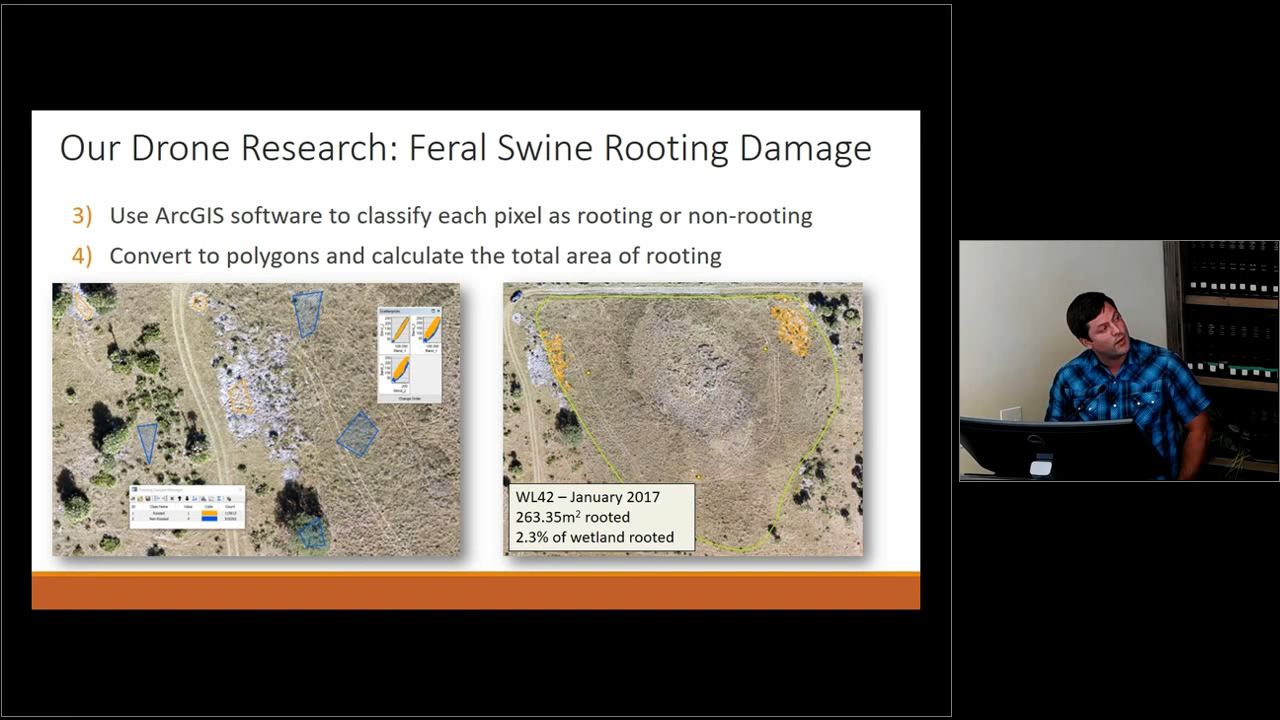 Our Drone Research: Feral Swine Rooting Damage
3) Use ArcGIS software to classify each pixel as rooting or non-rooting
4) Convert to polygons and calculate the total area of rooting
WL42 – January 2017
263.35m² rooted
2.3% of wetland rooted